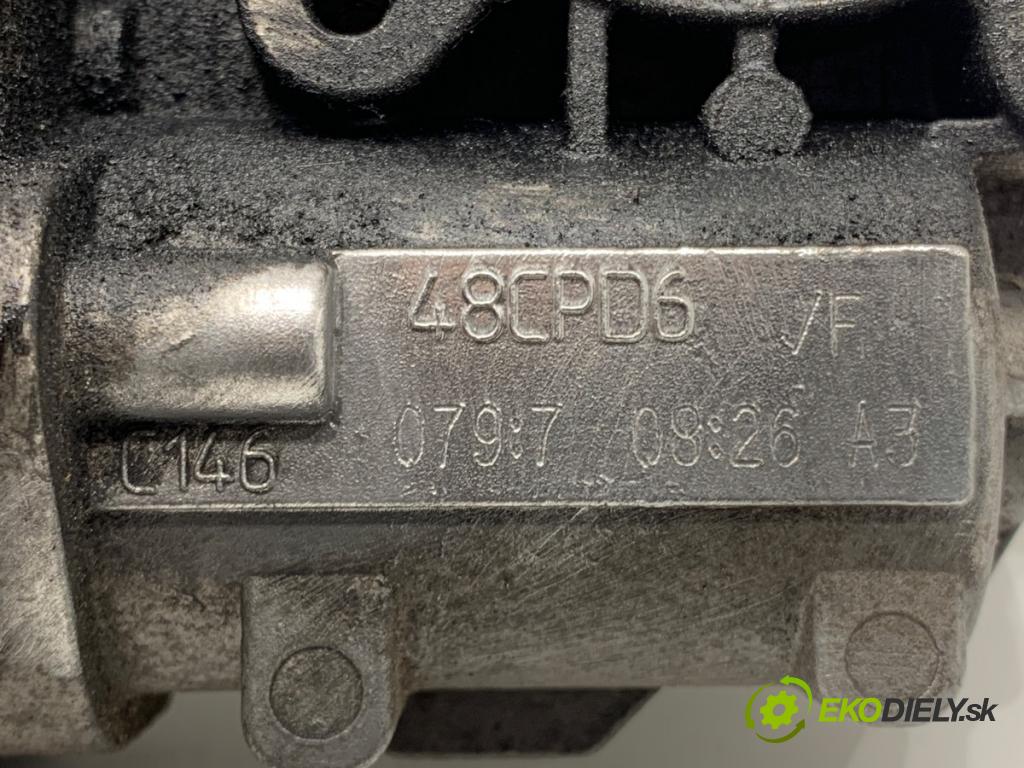 48CPD6 /F
079:7 08:26 A3
C146
EKODIELY.sk